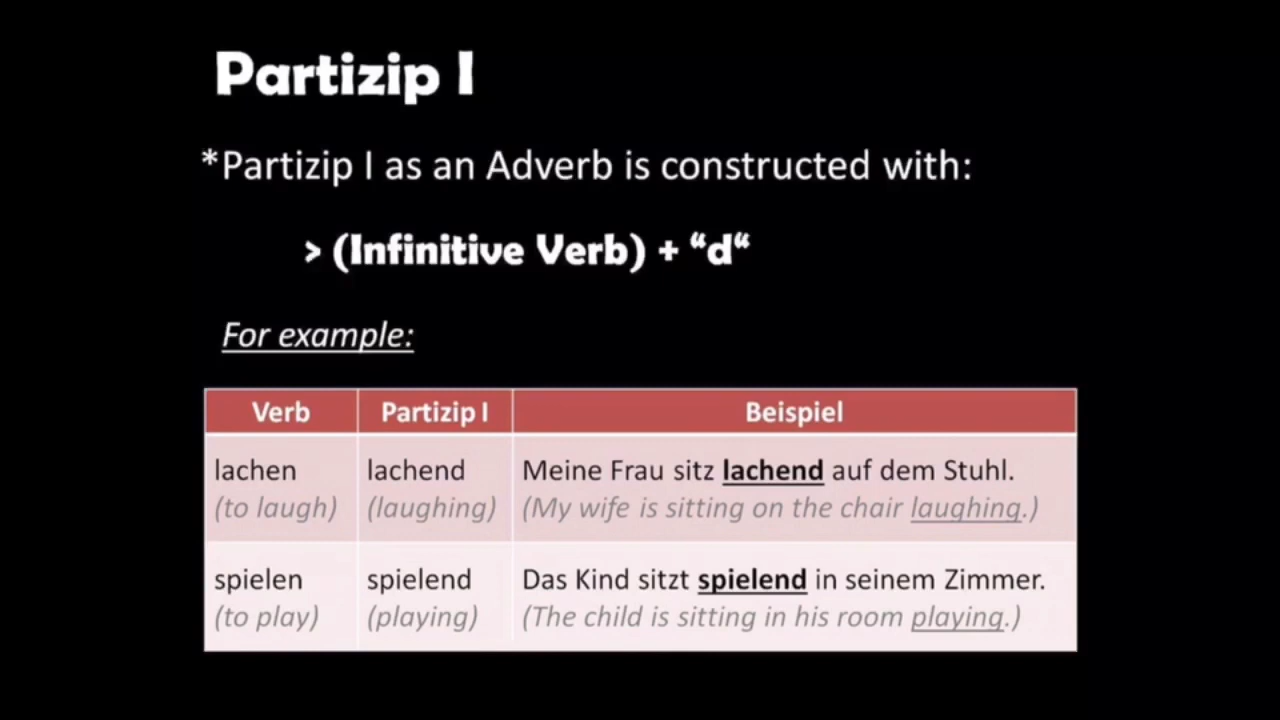 Partizip I
*Partizip I as an Adverb is constructed with:
> (Infinitive Verb) + “d“
For example:
Verb Partizip I Beispiel
lachen lachend Meine Frau sitz lachend auf dem Stuhl.
(to laugh) (laughing) (My wife is sitting on the chair laughing.)
spielen spielend Das Kind sitzt spielend in seinem Zimmer.
(to play) (playing) (The child is sitting in his room playing.)